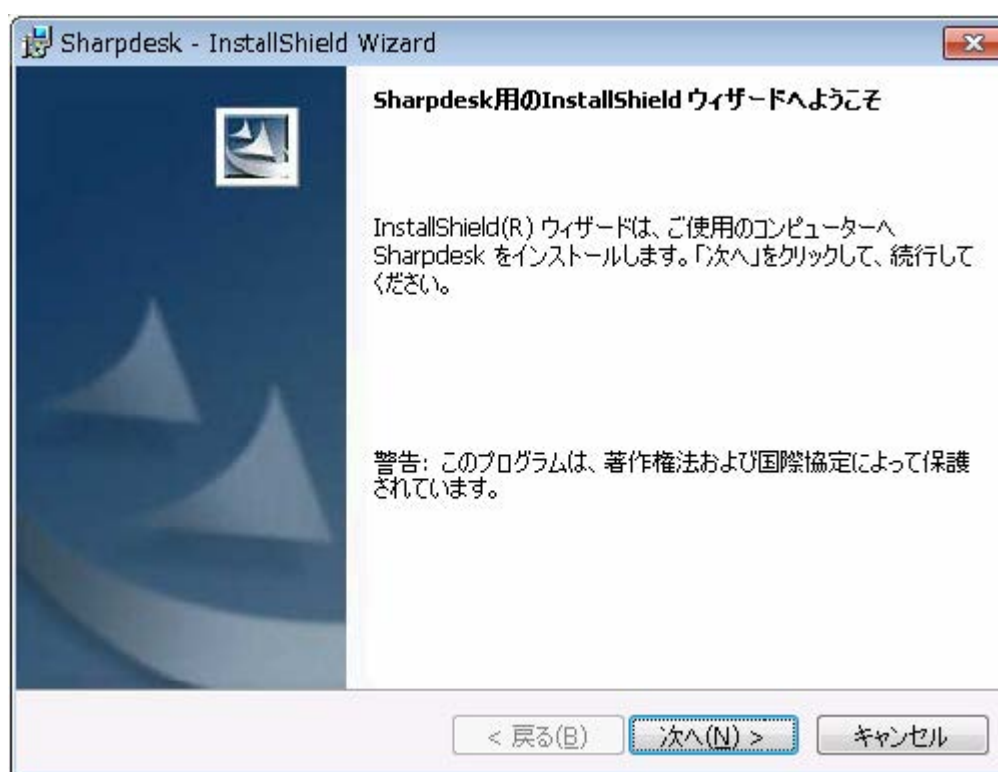 Sharpdesk - InstallShield Wizard
Sharpdesk用のInstallShield ウィザードへようこそ
InstallShield(R) ウィザードは、ご使用のコンピューターへ
Sharpdesk をインストールします。「次へ」をクリックして、続行して
ください。
警告: このプログラムは、著作権法および国際協定によって保護
されています。
< 戻る(B)
次へ(N) >
キャンセル